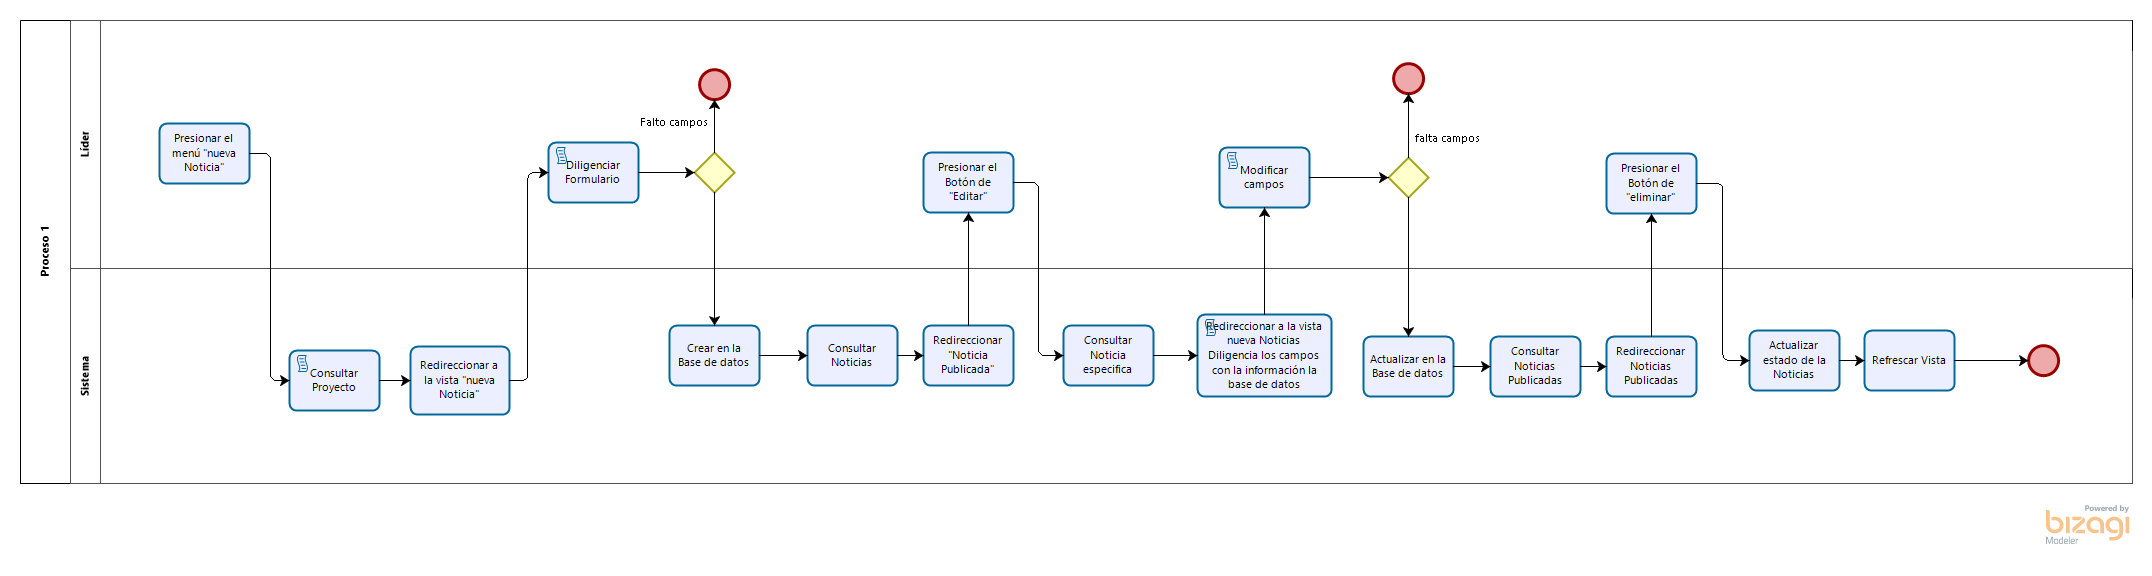 Proceso 1
Líder
Sistema
Presionar el
menú "nueva
Noticia"
Consultar
Proyecto
Redireccionar a
la vista "nueva
Noticia"
Diligenciar
Formulario
Falto campos
Crear en la
Base de datos
Consultar
Noticias
Redireccionar
"Noticia
Publicada"
Presionar el
Botón de
"Editar"
Consultar
Noticia
especifica
Redireccionar a la vista
nueva Noticias
Diligencia los campos
con la información la
base de datos
Modificar
campos
falta campos
Actualizar en la
Base de datos
Consultar
Noticias
Publicadas
Redireccionar
Noticias
Publicadas
Presionar el
Botón de
"eliminar"
Actualizar
estado de la
Noticias
Refrescar Vista
Powered by
bizagi
Modeler